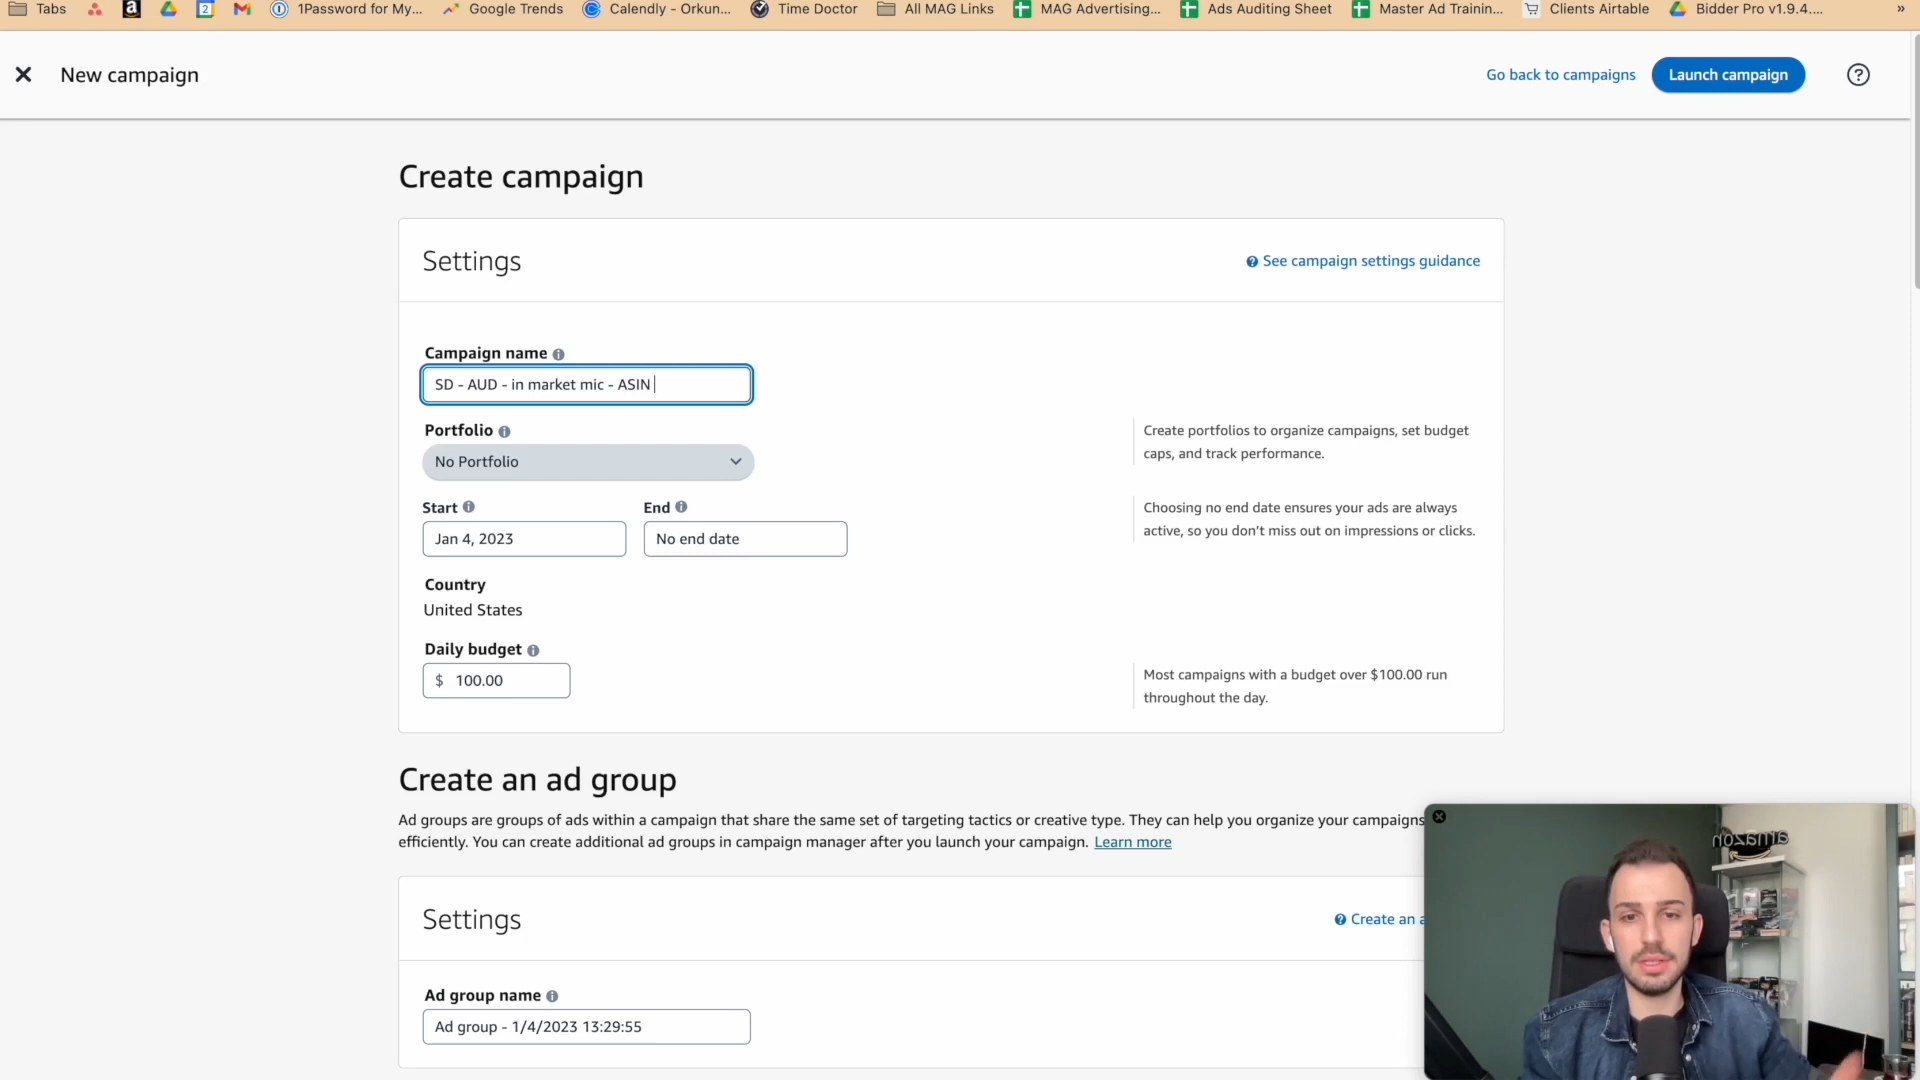 Tabs
a
2
1Password for My...
Google Trends
Calendly - Orkun...
Time Doctor
All MAG Links
MAG Advertising...
Ads Auditing Sheet
Master Ad Trainin...
Clients Airtable
Bidder Pro v1.9.4....
»
New campaign
Go back to campaigns
Launch campaign
Create campaign
Settings
See campaign settings guidance
Campaign name
SD - AUD - in market mic - ASIN
Portfolio
No Portfolio
Create portfolios to organize campaigns, set budget
caps, and track performance.
Start
End
Jan 4, 2023
No end date
Choosing no end date ensures your ads are always
active, so you don't miss out on impressions or clicks.
Country
United States
Daily budget
$ 100.00
Most campaigns with a budget over $100.00 run
throughout the day.
Create an ad group
Ad groups are groups of ads within a campaign that share the same set of targeting tactics or creative type. They can help you organize your campaigns
efficiently. You can create additional ad groups in campaign manager after you launch your campaign. Learn more
Settings
Create an a
Ad group name
Ad group - 1/4/2023 13:29:55
amazon